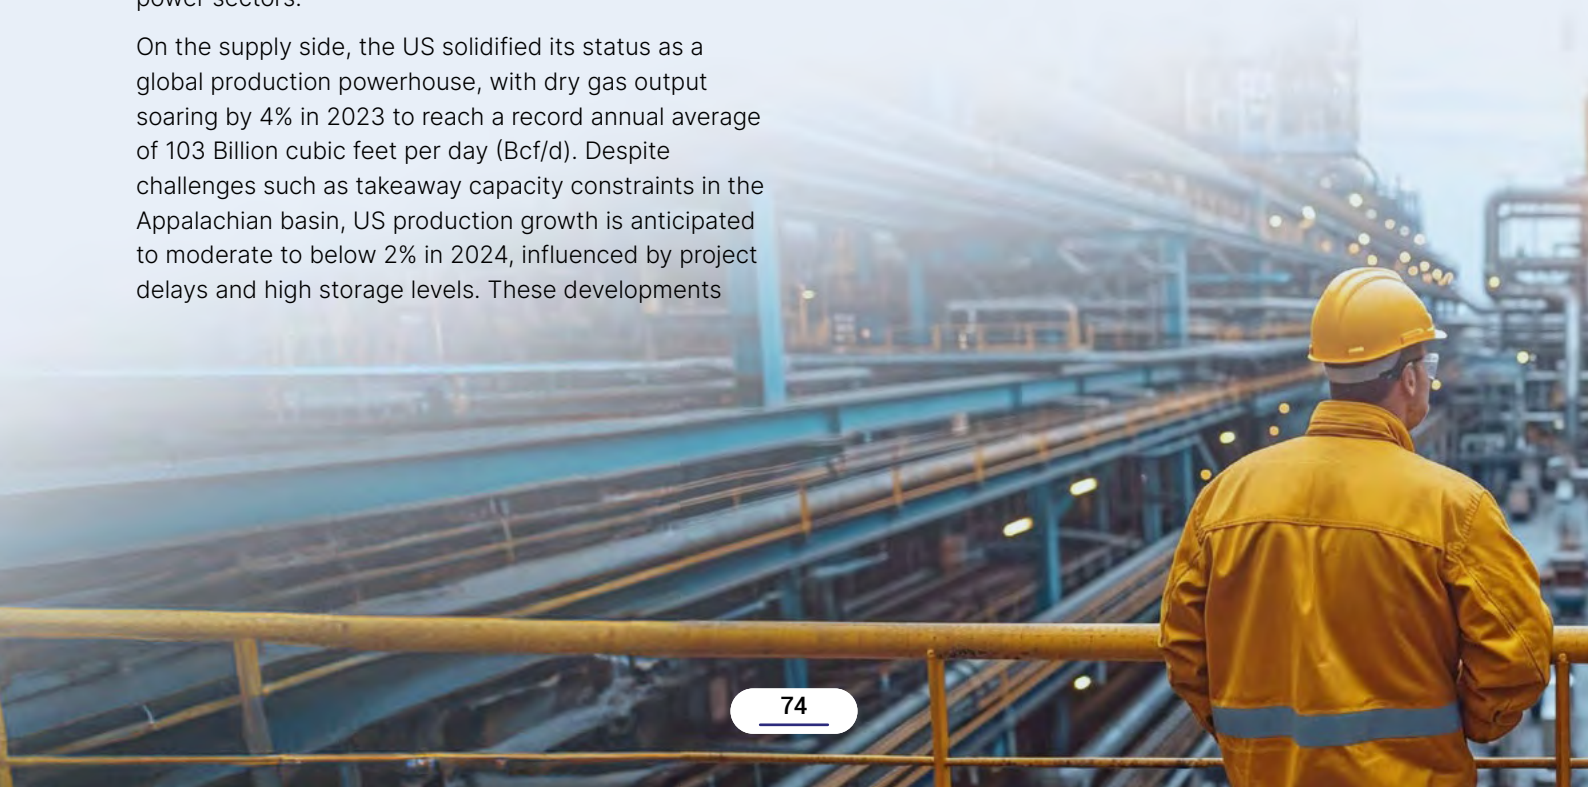 power sectors.
On the supply side, the US solidified its status as a
global production powerhouse, with dry gas output
soaring by 4% in 2023 to reach a record annual average
of 103 Billion cubic feet per day (Bcf/d). Despite
challenges such as takeaway capacity constraints in the
Appalachian basin, US production growth is anticipated
to moderate to below 2% in 2024, influenced by project
delays and high storage levels. These developments
74